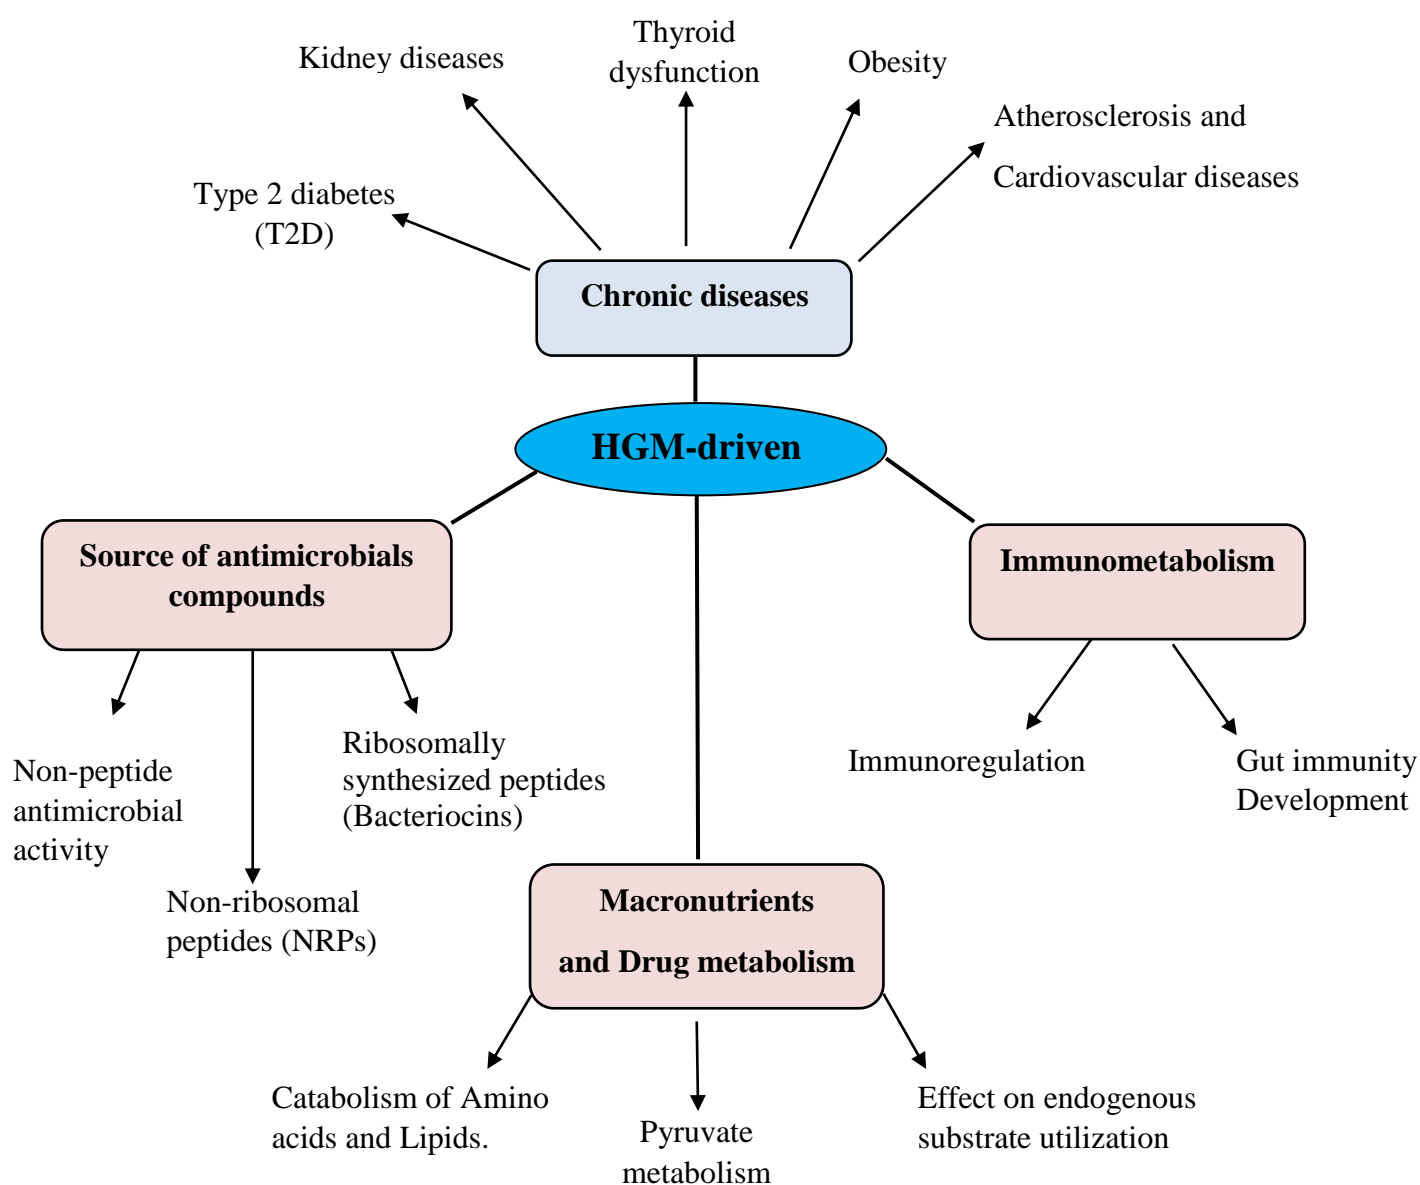 Kidney diseases
Thyroid
dysfunction
Obesity
Atherosclerosis and
Cardiovascular diseases
Type 2 diabetes
(T2D)
Chronic diseases
HGM-driven
Source of antimicrobials
compounds
Immunometabolism
Non-peptide
antimicrobial
activity
Ribosomally
synthesized peptides
(Bacteriocins)
Non-ribosomal
peptides (NRPs)
Immunoregulation
Gut immunity
Development
Macronutrients
and Drug metabolism
Catabolism of Amino
acids and Lipids.
Pyruvate
metabolism
Effect on endogenous
substrate utilization